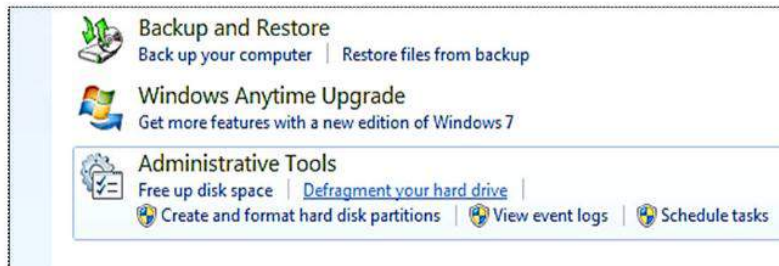 Backup and Restore
Back up your computer | Restore files from backup
Windows Anytime Upgrade
Get more features with a new edition of Windows 7
Administrative Tools
Free up disk space | Defragment your hard drive |
Create and format hard disk partitions | View event logs | Schedule tasks